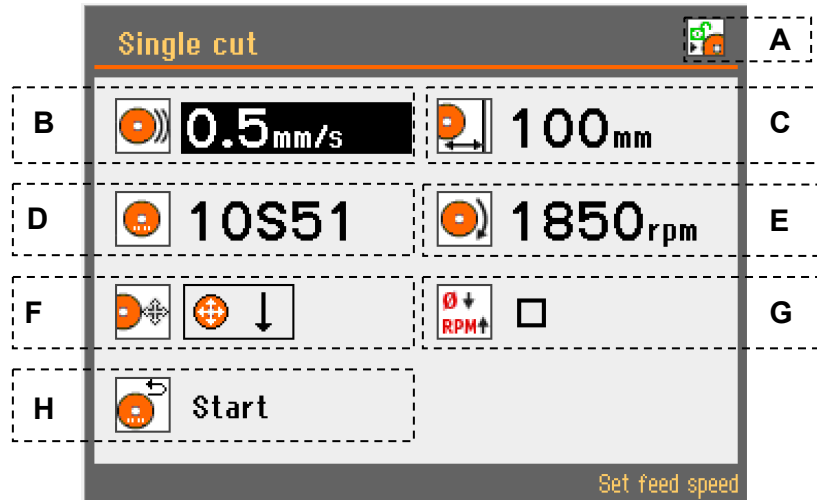 Single cut
A
B
0.5mm/s
100mm
C
D
10S51
1850rpm
E
F
Ø
RPM
G
H
Start
Set feed speed